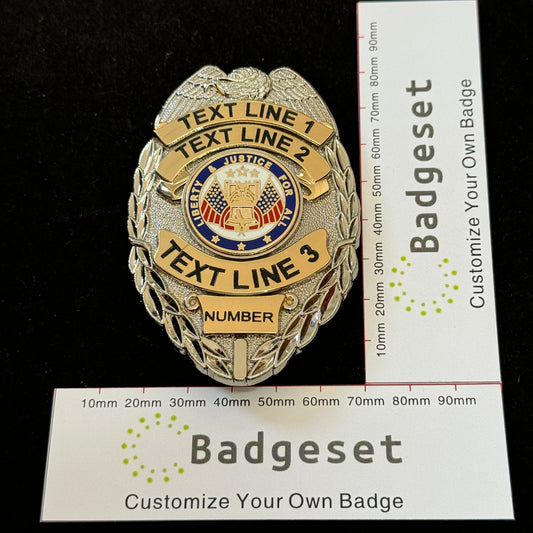 TEXT LINE 1
TEXT LINE 2
LIBERTY & JUSTICE FOR ALL
TEXT LINE 3
NUMBER
10mm 20mm 30mm 40mm 50mm 60mm 70mm 80mm 90mm
Badgeset
Customize Your Own Badge
10mm 20mm 30mm 40mm 50mm 60mm 70mm 80mm 90mm
Badgeset
Customize Your Own Badge